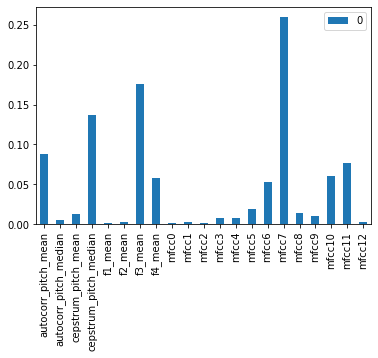 0
0.25
0.20
0.15
0.10
0.05
0.00
autocorr_pitch_mean
autocorr_pitch_median
cepstrum_pitch_mean
cepstrum_pitch_median
f1_mean
f2_mean
f3_mean
f4_mean
mfcc0
mfcc1
mfcc2
mfcc3
mfcc4
mfcc5
mfcc6
mfcc7
mfcc8
mfcc9
mfcc10
mfcc11
mfcc12